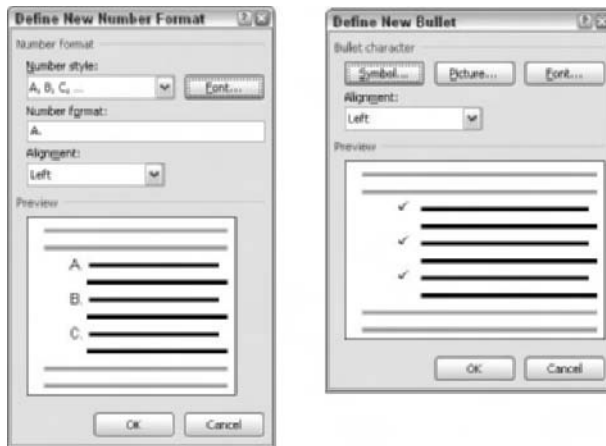 Define New Number Format
Number format
Number style:
A, B, C, ...
Font...
Number format:
A.
Alignment:
Left
Preview
A.
B.
C.
OK
Cancel
Define New Bullet
Bullet character
Symbol...
Picture...
Font...
Alignment:
Left
Preview
OK
Cancel